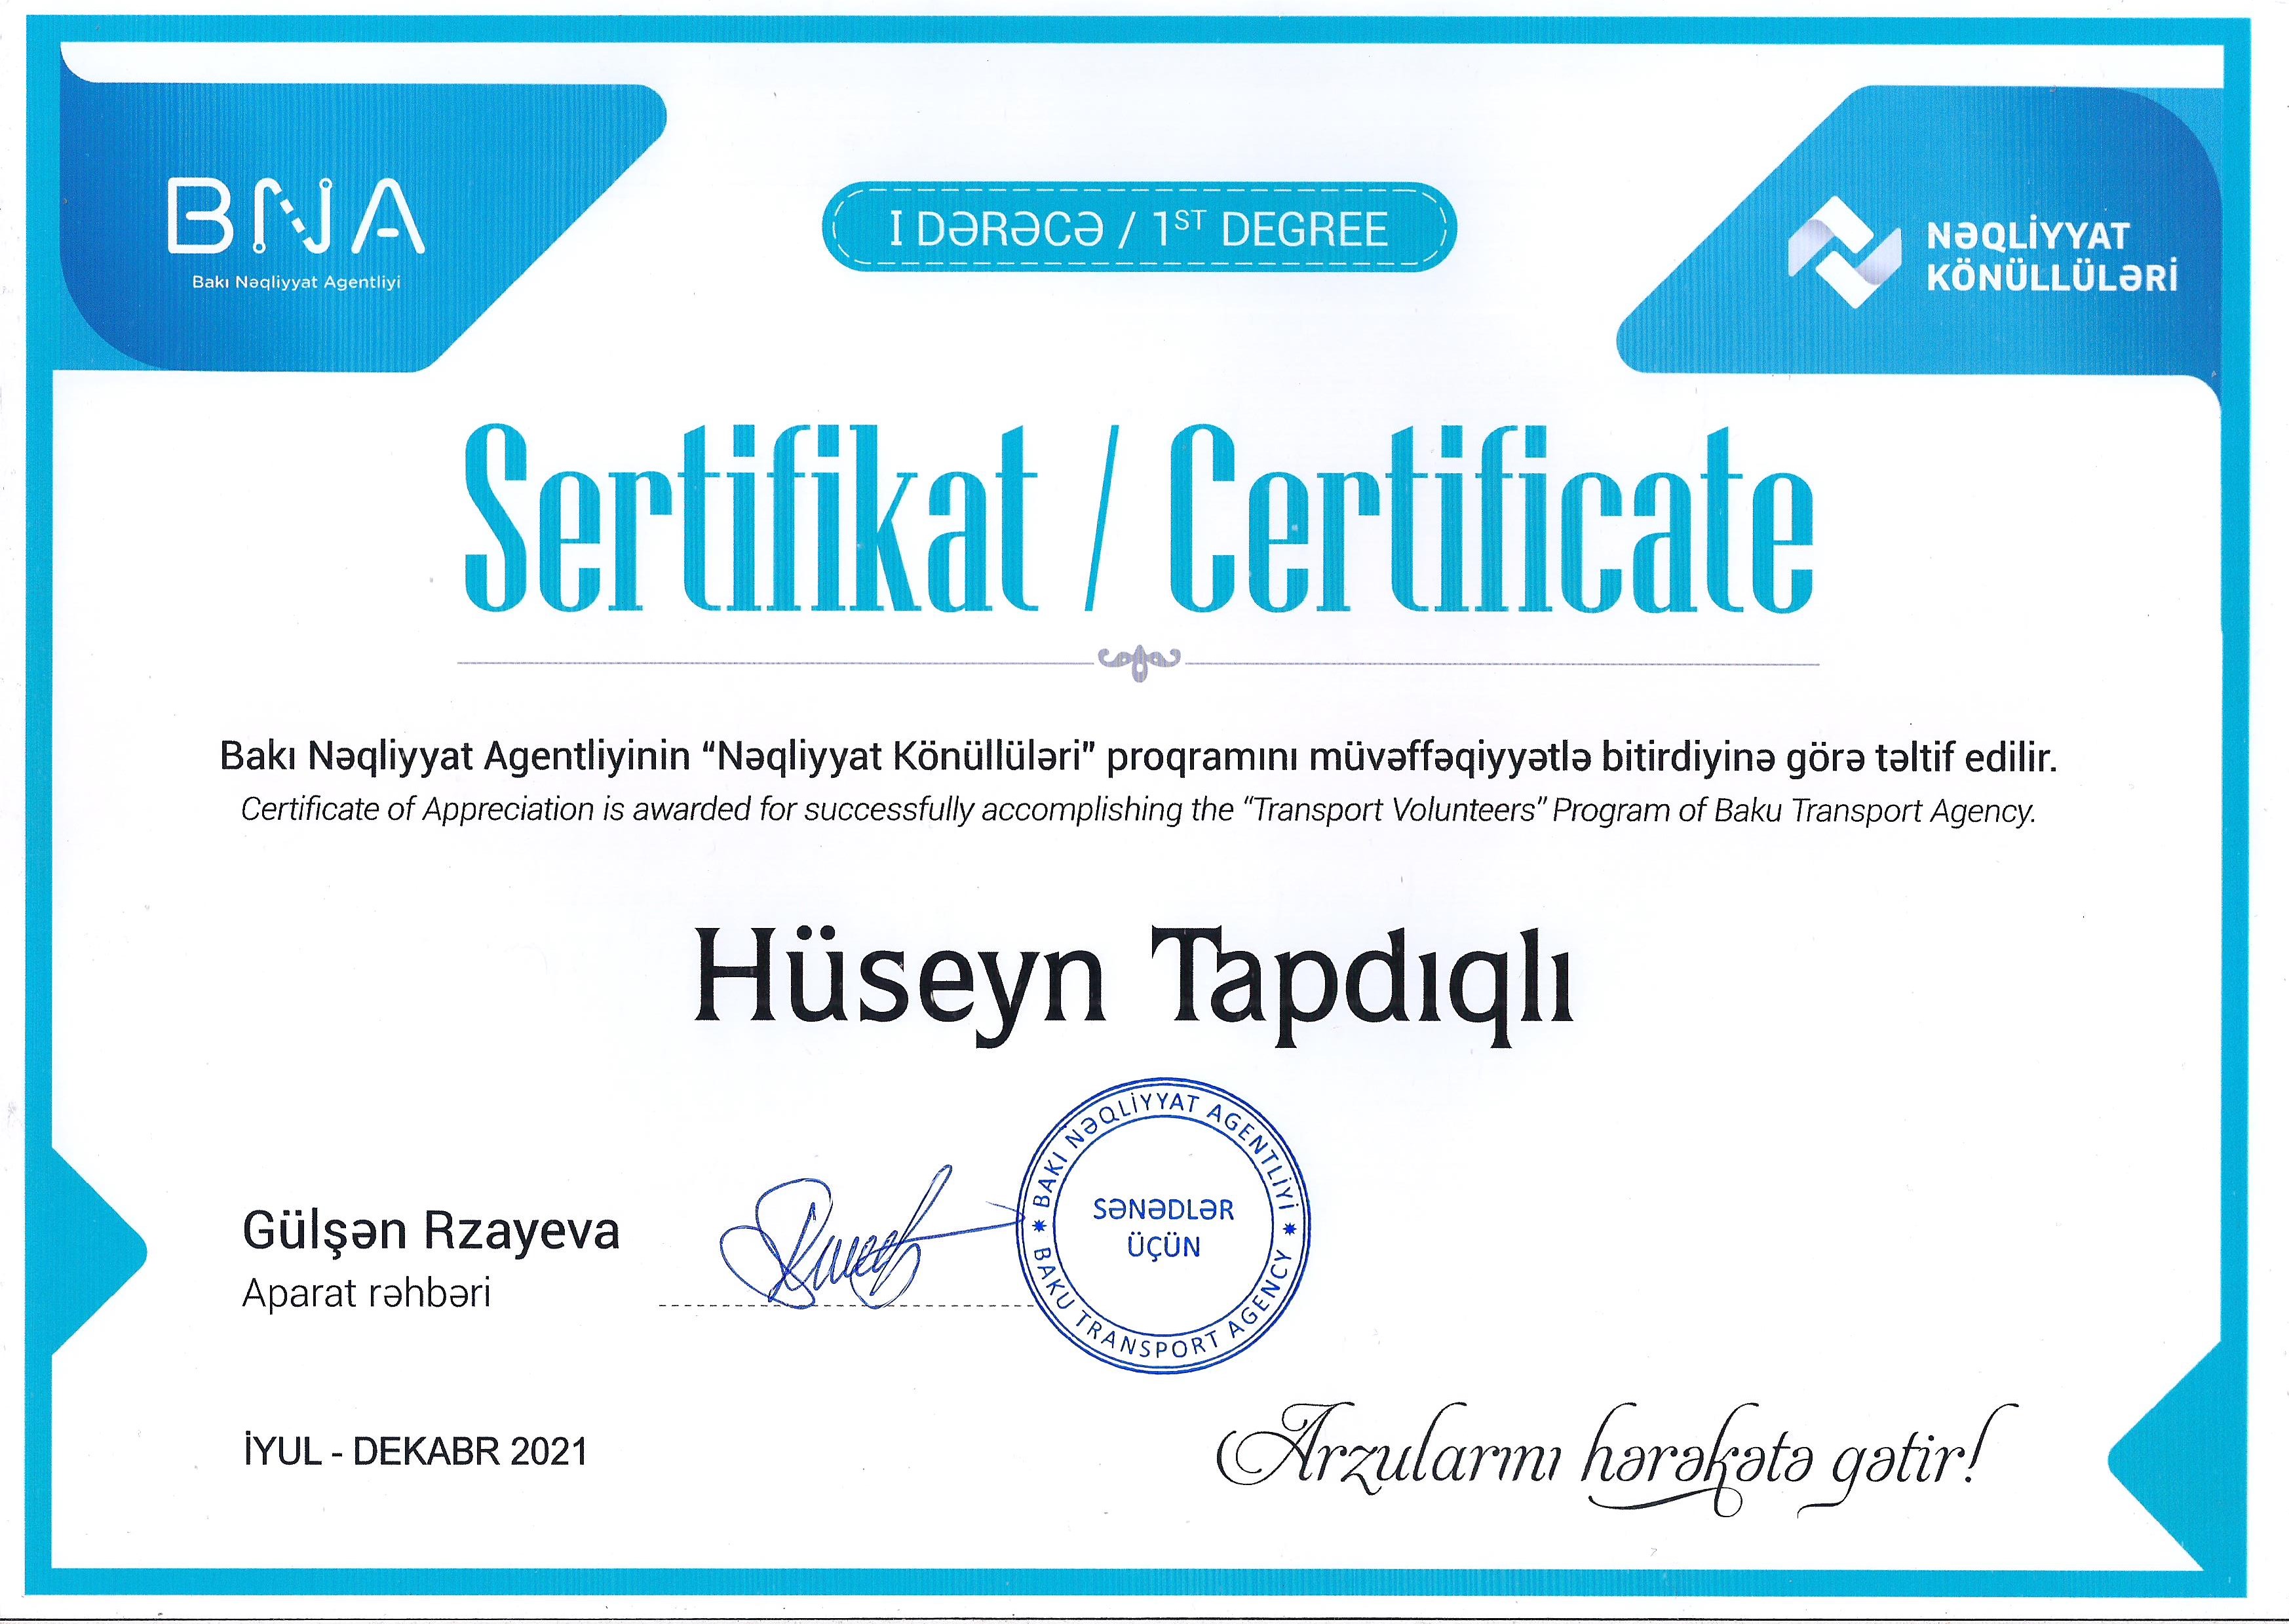 BNA
Bakı Nəqliyyat Agentliyi
I DƏRƏCƏ / 1ST DEGREE
NƏQLİYYAT
KÖNÜLLÜLƏRİ
Sertifikat / Certificate
Bakı Nəqliyyat Agentliyinin “Nəqliyyat Könüllüləri” proqramını müvəffəqiyyətlə bitirdiyinə görə təltif edilir.
Certificate of Appreciation is awarded for successfully accomplishing the “Transport Volunteers” Program of Baku Transport Agency.
Hüseyn Tapdıqlı
Gülşən Rzayeva
Aparat rəhbəri
BAKI NƏQLİYYAT AGENTLİYİ
SƏNƏDLƏR
ÜÇÜN
BAKU TRANSPORT AGENCY
İYUL - DEKABR 2021
Arzularını hərəkətə gətir!